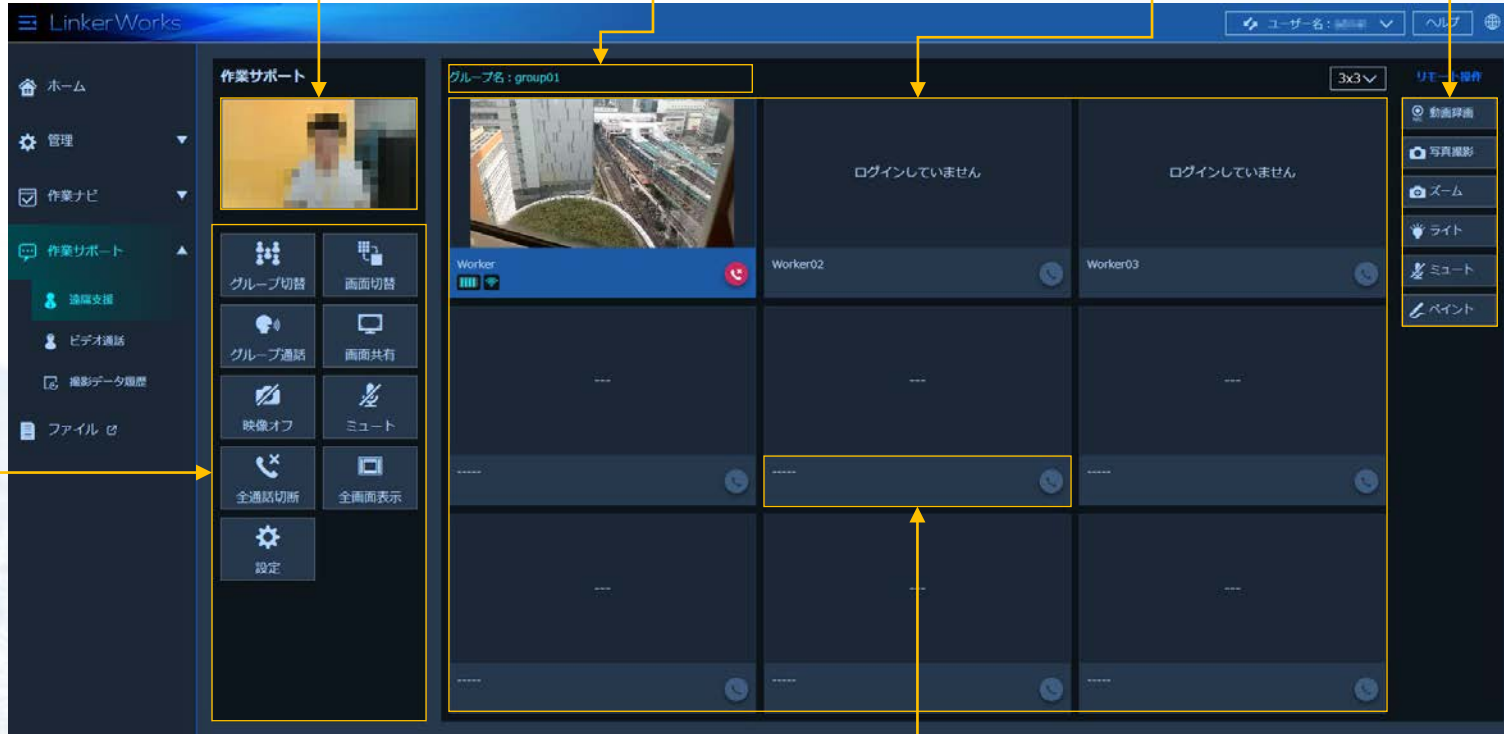 LinkerWorks
ユーザー名:
ヘルプ
ホーム
管理
作業ナビ
作業サポート
遠隔支援
ビデオ通話
撮影データ履歴
ファイル
作業サポート
グループ切替
画面切替
グループ通話
画面共有
映像オフ
ミュート
全通話切断
全画面表示
設定
グループ名 : group01
3x3
Worker
ログインしていません
Worker02
ログインしていません
Worker03
---
---
---
-----
-----
-----
---
---
---
-----
-----
-----
リモート操作
動画録画
写真撮影
ズーム
ライト
ミュート
ペイント